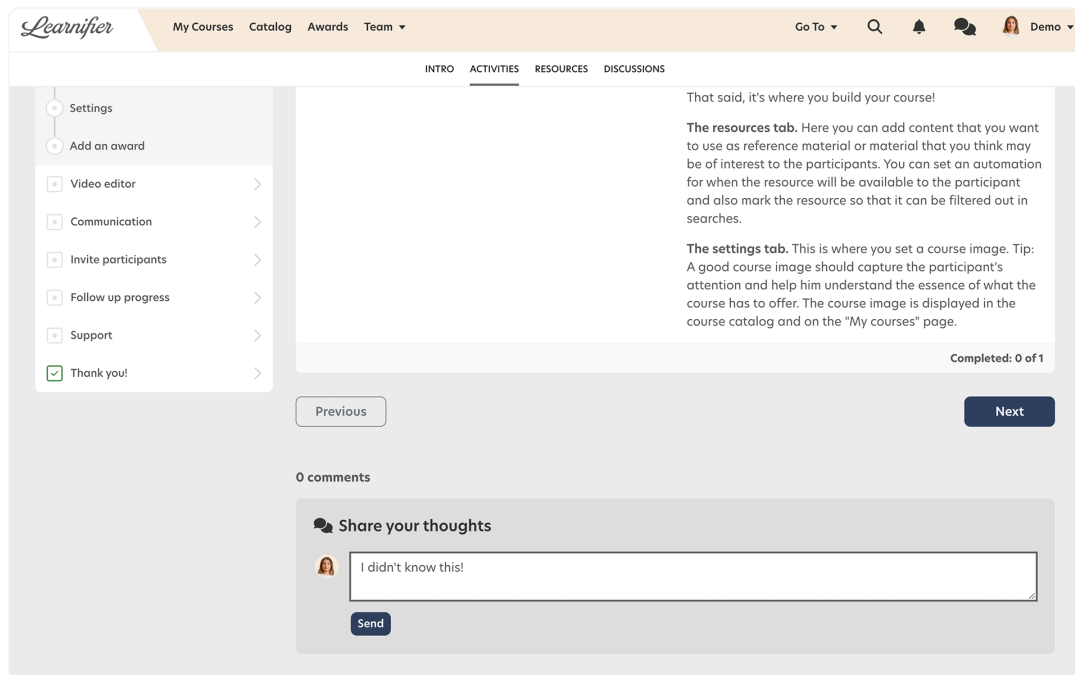 Learnifier
My Courses
Catalog
Awards
Team
Go To
Demo
INTRO
ACTIVITIES
RESOURCES
DISCUSSIONS
Settings
Add an award
Video editor
Communication
Invite participants
Follow up progress
Support
Thank you!
That said, it's where you build your course!
The resources tab. Here you can add content that you want
to use as reference material or material that you think may
be of interest to the participants. You can set an automation
for when the resource will be available to the participant
and also mark the resource so that it can be filtered out in
searches.
The settings tab. This is where you set a course image. Tip:
A good course image should capture the participant's
attention and help him understand the essence of what the
course has to offer. The course image is displayed in the
course catalog and on the "My courses" page.
Completed: 0 of 1
Previous
Next
0 comments
Share your thoughts
I didn't know this!
Send